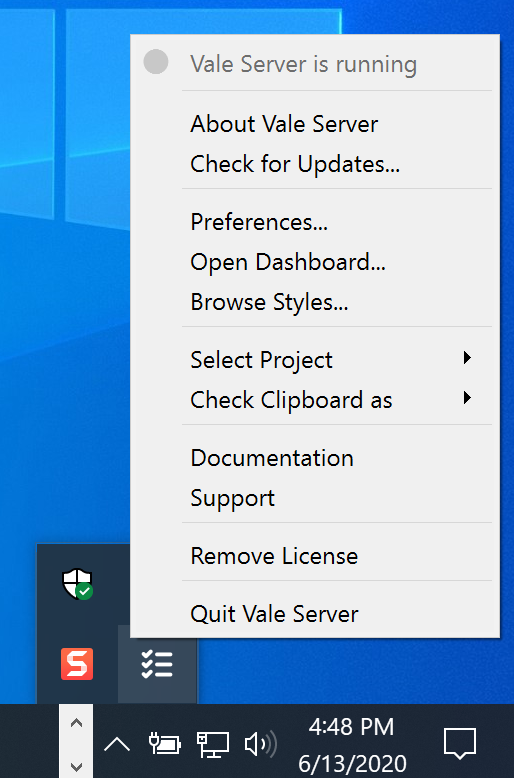 Vale Server is running
About Vale Server
Check for Updates...
Preferences...
Open Dashboard...
Browse Styles...
Select Project
Check Clipboard as
Documentation
Support
Remove License
Quit Vale Server
S
4:48 PM
6/13/2020